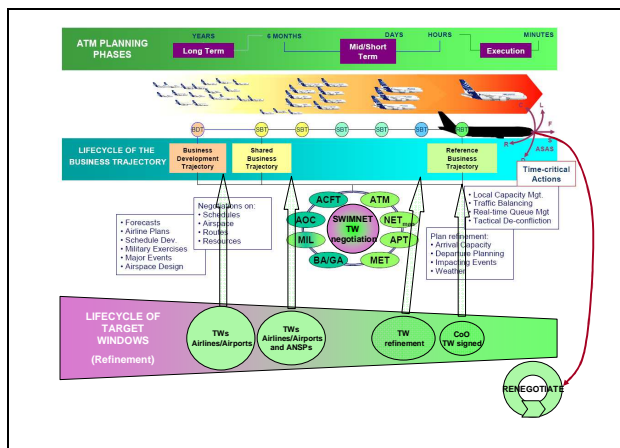 ATM PLANNING
PHASES
YEARS
6 MONTHS
DAYS
HOURS
MINUTES
Long Term
Mid/Short
Term
Execution
BDT
SBT
SBT
SBT
SBT
SBT
RBT
L
F
R
ASAS
LIFECYCLE OF THE
BUSINESS TRAJECTORY
Business
Development
Trajectory
Shared
Business
Trajectory
Reference
Business
Trajectory
Time-critical
Actions
• Local Capacity Mgt.
• Traffic Balancing
• Real-time Queue Mgt
• Tactical De-confliction
• Forecasts
• Airline Plans
• Schedule Dev.
• Military Exercises
• Major Events
• Airspace Design
Negotiations on:
• Schedules
• Airspace
• Routes
• Resources
ACFT
ATM
AOC
NET
MIL
APT
BA/GA
MET
SWIMNET
TW
negotiation
Plan refinement:
• Arrival Capacity
• Departure Planning
• Impacting Events
• Weather
LIFECYCLE OF
TARGET
WINDOWS
(Refinement)
TWs
Airlines/Airports
TWs
Airlines/Airports
and ANSPs
TW
refinement
CoO
TW signed
RENEGOTIATE